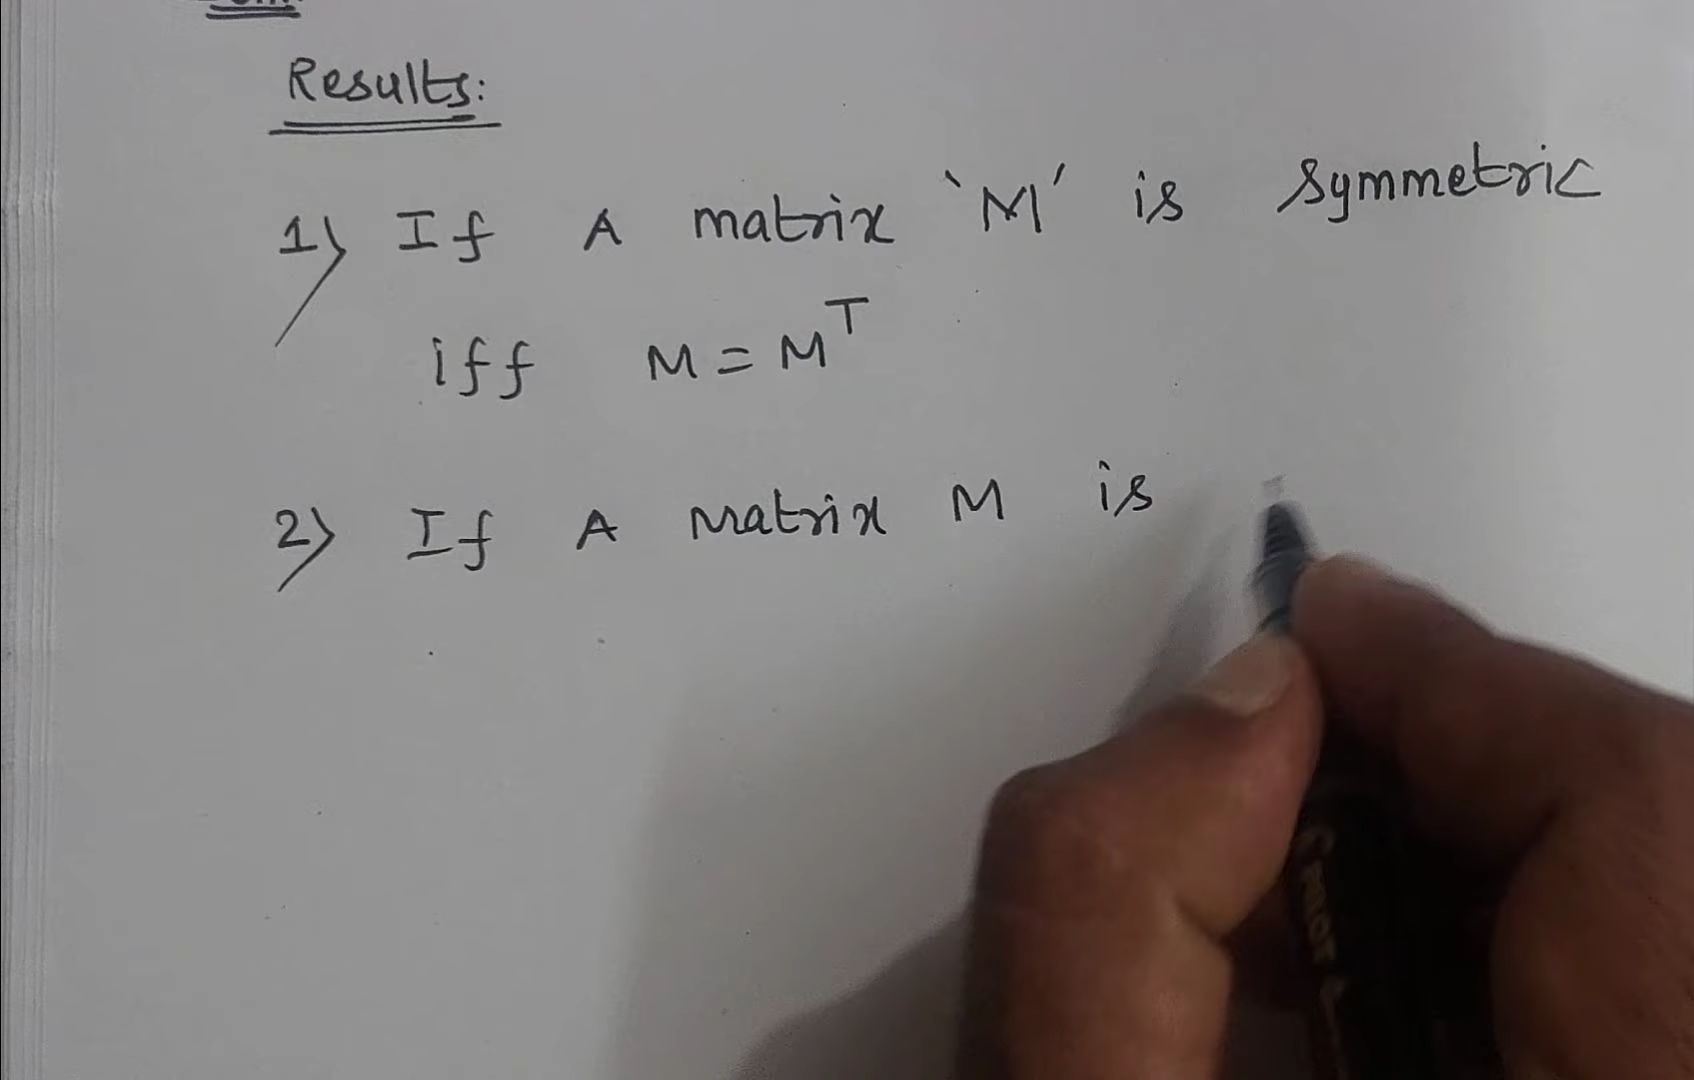 Results:
1) If A matrix 'M' is symmetric
iff M = M^T
2) If A matrix M is